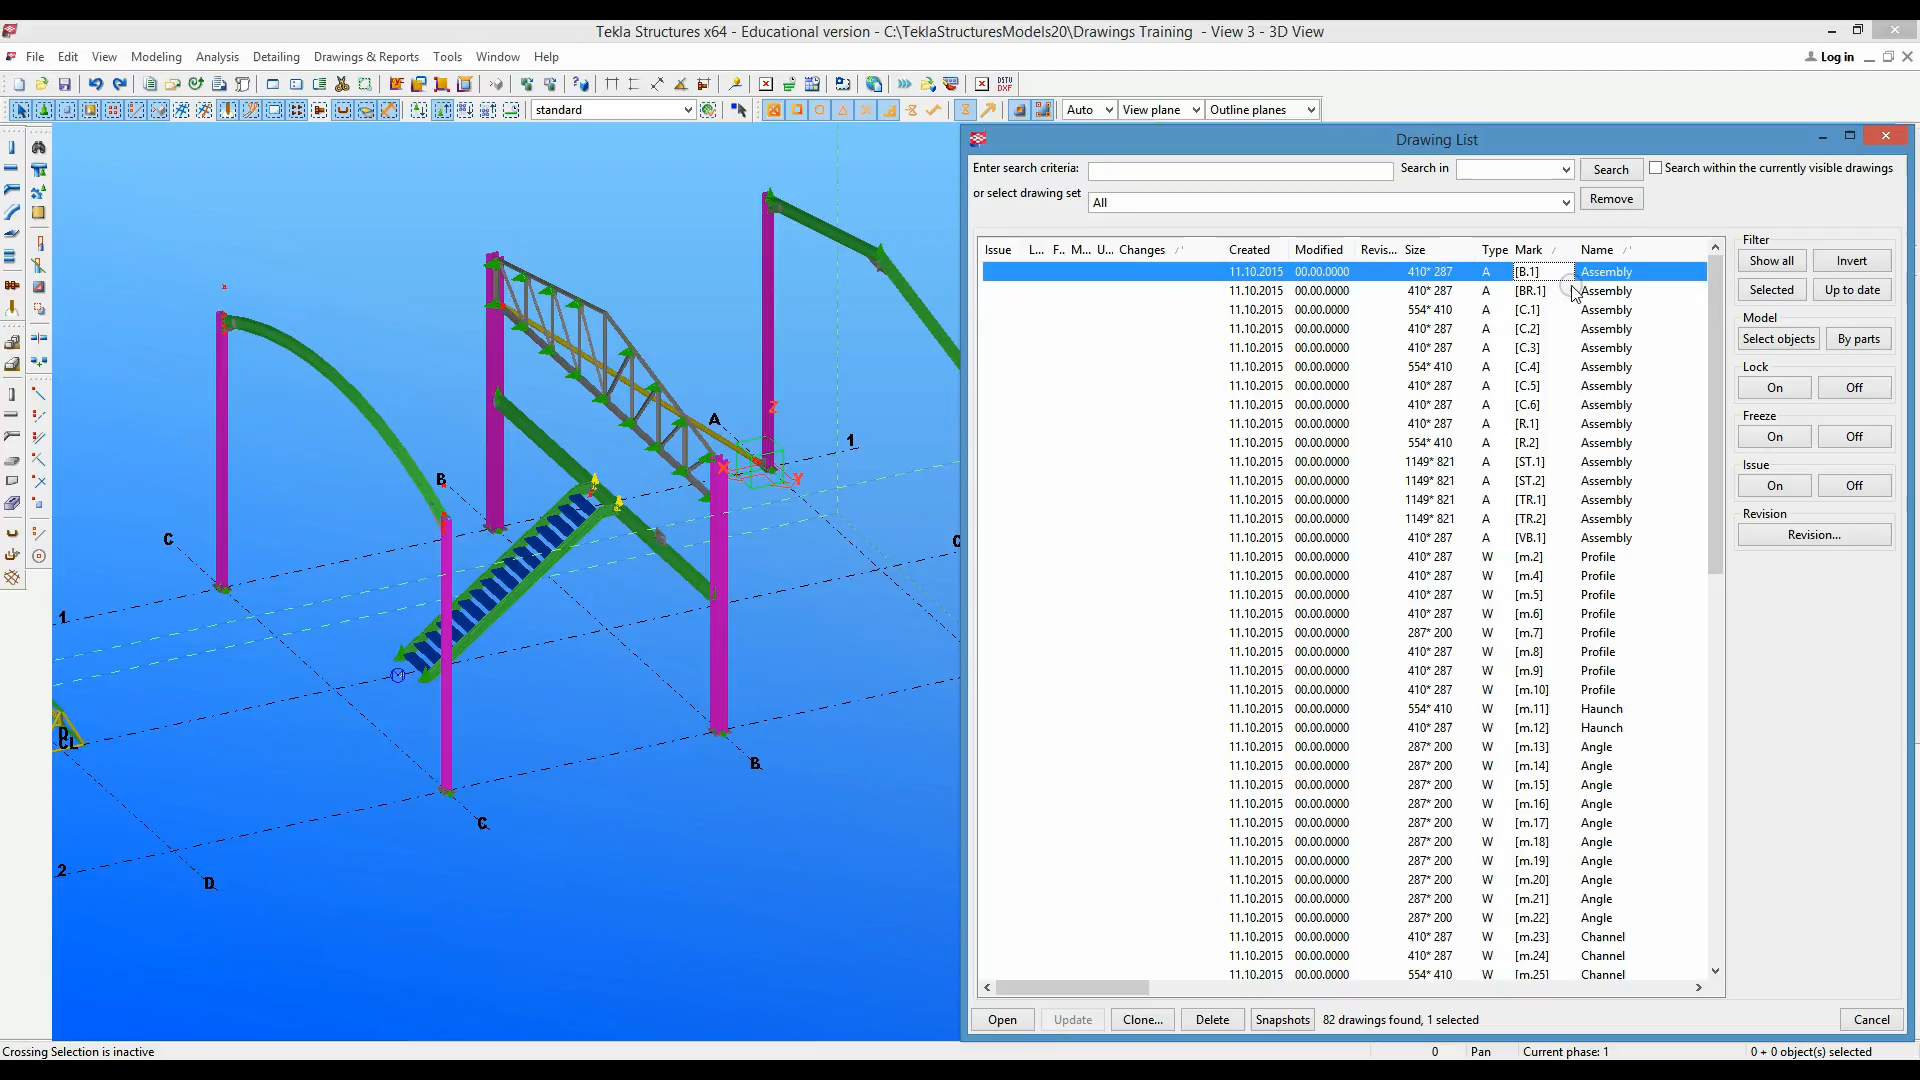 Tekla Structures x64 - Educational version - C:\TeklaStructuresModels20\Drawings Training - View 3 - 3D View
File Edit View Modeling Analysis Detailing Drawings & Reports Tools Window Help
Log in
standard
Auto
View plane
Outline planes
Drawing List
Enter search criteria:
Search in
Search
Search within the currently visible drawings
or select drawing set
All
Remove
Issue L... F.. M... U... Changes Created Modified Revis... Size Type Mark Name
11.10.2015 00.00.0000 410* 287 A [B.1] Assembly
11.10.2015 00.00.0000 410* 287 A [BR.1] Assembly
11.10.2015 00.00.0000 554* 410 A [C.1] Assembly
11.10.2015 00.00.0000 410* 287 A [C.2] Assembly
11.10.2015 00.00.0000 410* 287 A [C.3] Assembly
11.10.2015 00.00.0000 554* 410 A [C.4] Assembly
11.10.2015 00.00.0000 410* 287 A [C.5] Assembly
11.10.2015 00.00.0000 410* 287 A [C.6] Assembly
11.10.2015 00.00.0000 410* 287 A [R.1] Assembly
11.10.2015 00.00.0000 554* 410 A [R.2] Assembly
11.10.2015 00.00.0000 1149* 821 A [ST.1] Assembly
11.10.2015 00.00.0000 1149* 821 A [ST.2] Assembly
11.10.2015 00.00.0000 1149* 821 A [TR.1] Assembly
11.10.2015 00.00.0000 1149* 821 A [TR.2] Assembly
11.10.2015 00.00.0000 410* 287 A [VB.1] Assembly
11.10.2015 00.00.0000 410* 287 W [m.2] Profile
11.10.2015 00.00.0000 410* 287 W [m.4] Profile
11.10.2015 00.00.0000 410* 287 W [m.5] Profile
11.10.2015 00.00.0000 410* 287 W [m.6] Profile
11.10.2015 00.00.0000 287* 200 W [m.7] Profile
11.10.2015 00.00.0000 410* 287 W [m.8] Profile
11.10.2015 00.00.0000 410* 287 W [m.9] Profile
11.10.2015 00.00.0000 410* 287 W [m.10] Profile
11.10.2015 00.00.0000 554* 410 W [m.11] Haunch
11.10.2015 00.00.0000 410* 287 W [m.12] Haunch
11.10.2015 00.00.0000 287* 200 W [m.13] Angle
11.10.2015 00.00.0000 287* 200 W [m.14] Angle
11.10.2015 00.00.0000 287* 200 W [m.15] Angle
11.10.2015 00.00.0000 287* 200 W [m.16] Angle
11.10.2015 00.00.0000 287* 200 W [m.17] Angle
11.10.2015 00.00.0000 287* 200 W [m.18] Angle
11.10.2015 00.00.0000 287* 200 W [m.19] Angle
11.10.2015 00.00.0000 287* 200 W [m.20] Angle
11.10.2015 00.00.0000 287* 200 W [m.21] Angle
11.10.2015 00.00.0000 287* 200 W [m.22] Angle
11.10.2015 00.00.0000 410* 287 W [m.23] Channel
11.10.2015 00.00.0000 410* 287 W [m.24] Channel
11.10.2015 00.00.0000 554* 410 W [m.25] Channel
Filter
Show all Invert
Selected Up to date
Model
Select objects By parts
Lock
On Off
Freeze
On Off
Issue
On Off
Revision
Revision...
Open Update Clone... Delete Snapshots 82 drawings found, 1 selected Cancel
A
1
Z
X
Y
B
C
C
1
D
CL
B
C
2
D
Crossing Selection is inactive
0
Pan
Current phase: 1
0 + 0 object(s) selected